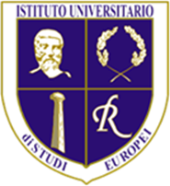 ISTITUTO UNIVERSITARIO
R
di STUDI EUROPEI